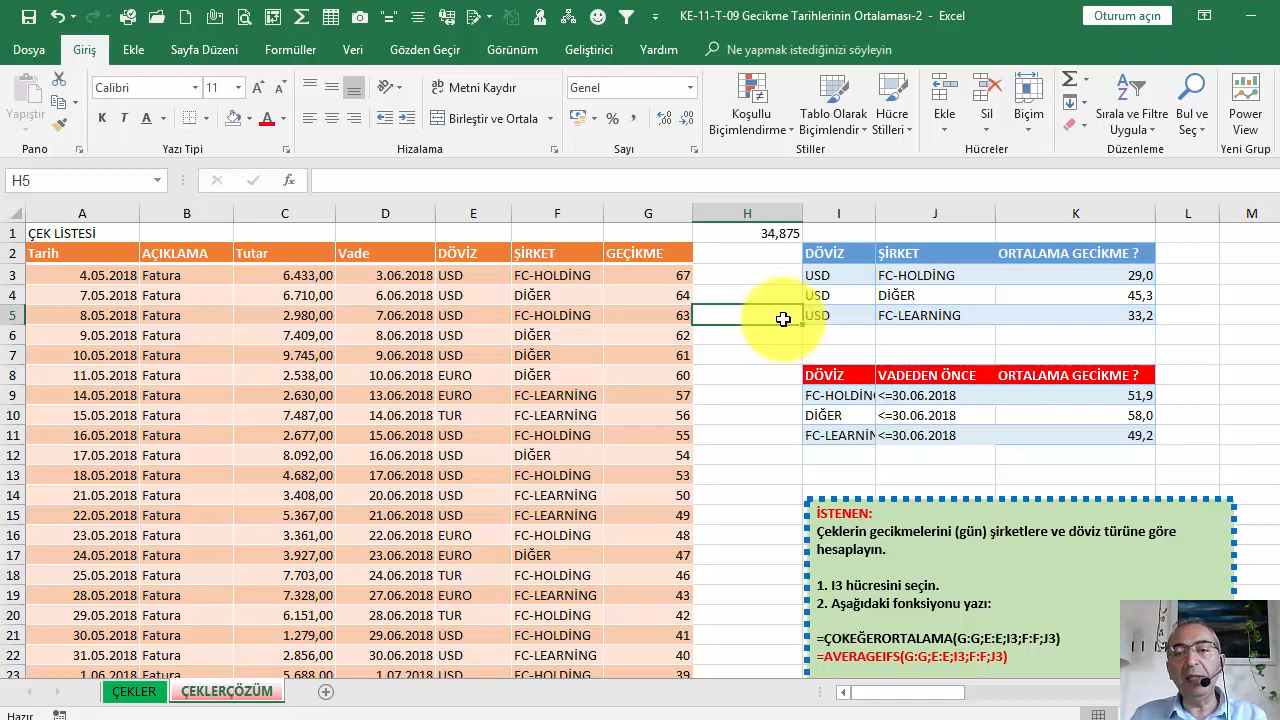 KE-11-T-09 Gecikme Tarihlerinin Ortalaması-2 - Excel
Oturum açın
Dosya Giriş Ekle Sayfa Düzeni Formüller Veri Gözden Geçir Görünüm Geliştirici Yardım Ne yapmak istediğinizi söyleyin
Yapıştır
Calibri 11
K T A
Metni Kaydır
Birleştir ve Ortala
Genel
Koşullu Biçimlendirme
Tablo Olarak Biçimlendir
Hücre Stilleri
Ekle Sil Biçim
Sırala ve Filtre Uygula
Bul ve Seç
Power View
Pano Yazı Tipi Hizalama Sayı Stiller Hücreler Düzenleme Yeni Grup
H5 fx
A B C D E F G H I J K L M
1 ÇEK LİSTESİ 34,875
2 Tarih AÇIKLAMA Tutar Vade DÖVİZ ŞİRKET GEÇİKME DÖVİZ ŞİRKET ORTALAMA GECİKME ?
3 4.05.2018 Fatura 6.433,00 3.06.2018 USD FC-HOLDİNG 67 USD FC-HOLDİNG 29,0
4 7.05.2018 Fatura 6.710,00 6.06.2018 USD DİĞER 64 USD DİĞER 45,3
5 8.05.2018 Fatura 2.980,00 7.06.2018 USD FC-HOLDİNG 63 USD FC-LEARNİNG 33,2
6 9.05.2018 Fatura 7.409,00 8.06.2018 USD DİĞER 62
7 10.05.2018 Fatura 9.745,00 9.06.2018 USD DİĞER 61
8 11.05.2018 Fatura 2.538,00 10.06.2018 EURO DİĞER 60 DÖVİZ VADEDEN ÖNCE ORTALAMA GECİKME ?
9 14.05.2018 Fatura 2.630,00 13.06.2018 EURO FC-LEARNİNG 57 FC-HOLDİNG <=30.06.2018 51,9
10 15.05.2018 Fatura 7.487,00 14.06.2018 TUR FC-LEARNİNG 56 DİĞER <=30.06.2018 58,0
11 16.05.2018 Fatura 2.677,00 15.06.2018 USD FC-HOLDİNG 55 FC-LEARNİN <=30.06.2018 49,2
12 17.05.2018 Fatura 8.092,00 16.06.2018 USD DİĞER 54
13 18.05.2018 Fatura 4.682,00 17.06.2018 USD FC-HOLDİNG 53
14 21.05.2018 Fatura 3.408,00 20.06.2018 USD FC-LEARNİNG 50
15 22.05.2018 Fatura 5.367,00 21.06.2018 USD FC-LEARNİNG 49
16 23.05.2018 Fatura 3.361,00 22.06.2018 EURO FC-HOLDİNG 48
17 24.05.2018 Fatura 3.927,00 23.06.2018 EURO DİĞER 47
18 25.05.2018 Fatura 7.703,00 24.06.2018 TUR FC-HOLDİNG 46
19 28.05.2018 Fatura 7.328,00 27.06.2018 EURO FC-HOLDİNG 43
20 29.05.2018 Fatura 6.151,00 28.06.2018 TUR FC-HOLDİNG 42
21 30.05.2018 Fatura 1.279,00 29.06.2018 USD FC-HOLDİNG 41
22 31.05.2018 Fatura 2.856,00 30.06.2018 USD FC-LEARNİNG 40
23 1.06.2018 Fatura 5.688,00 1.07.2018 USD FC-HOLDİNG 39
İSTENEN:
Çeklerin gecikmelerini (gün) şirketlere ve döviz türüne göre
hesaplayın.
1. I3 hücresini seçin.
2. Aşağıdaki fonksiyonu yazı:
=ÇOKEĞERORTALAMA(G:G;E:E;I3;F:F;J3)
=AVERAGEIFS(G:G;E:E;I3;F:F;J3)
ÇEKLER ÇEKLERÇÖZÜM
Hazır